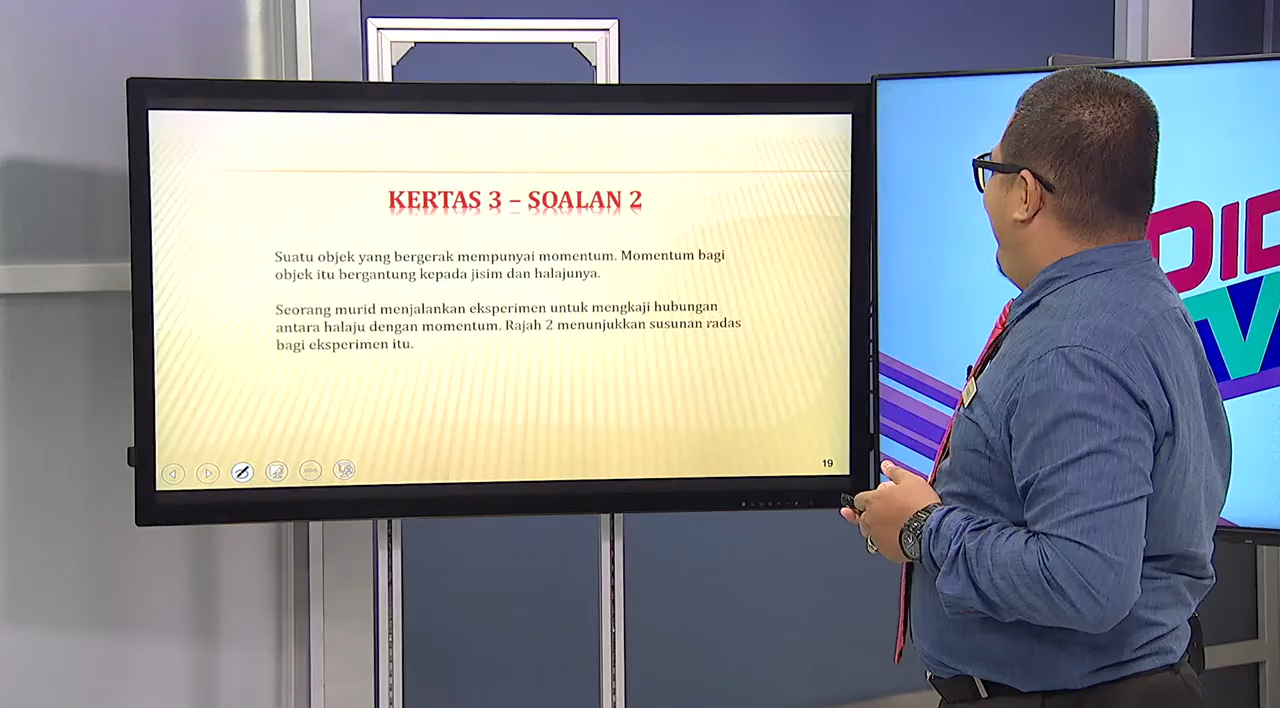 KERTAS 3 – SOALAN 2
Suatu objek yang bergerak mempunyai momentum. Momentum bagi
objek itu bergantung kepada jisim dan halajunya.
Seorang murid menjalankan eksperimen untuk mengkaji hubungan
antara halaju dengan momentum. Rajah 2 menunjukkan susunan radas
bagi eksperimen itu.
19
DID
TV